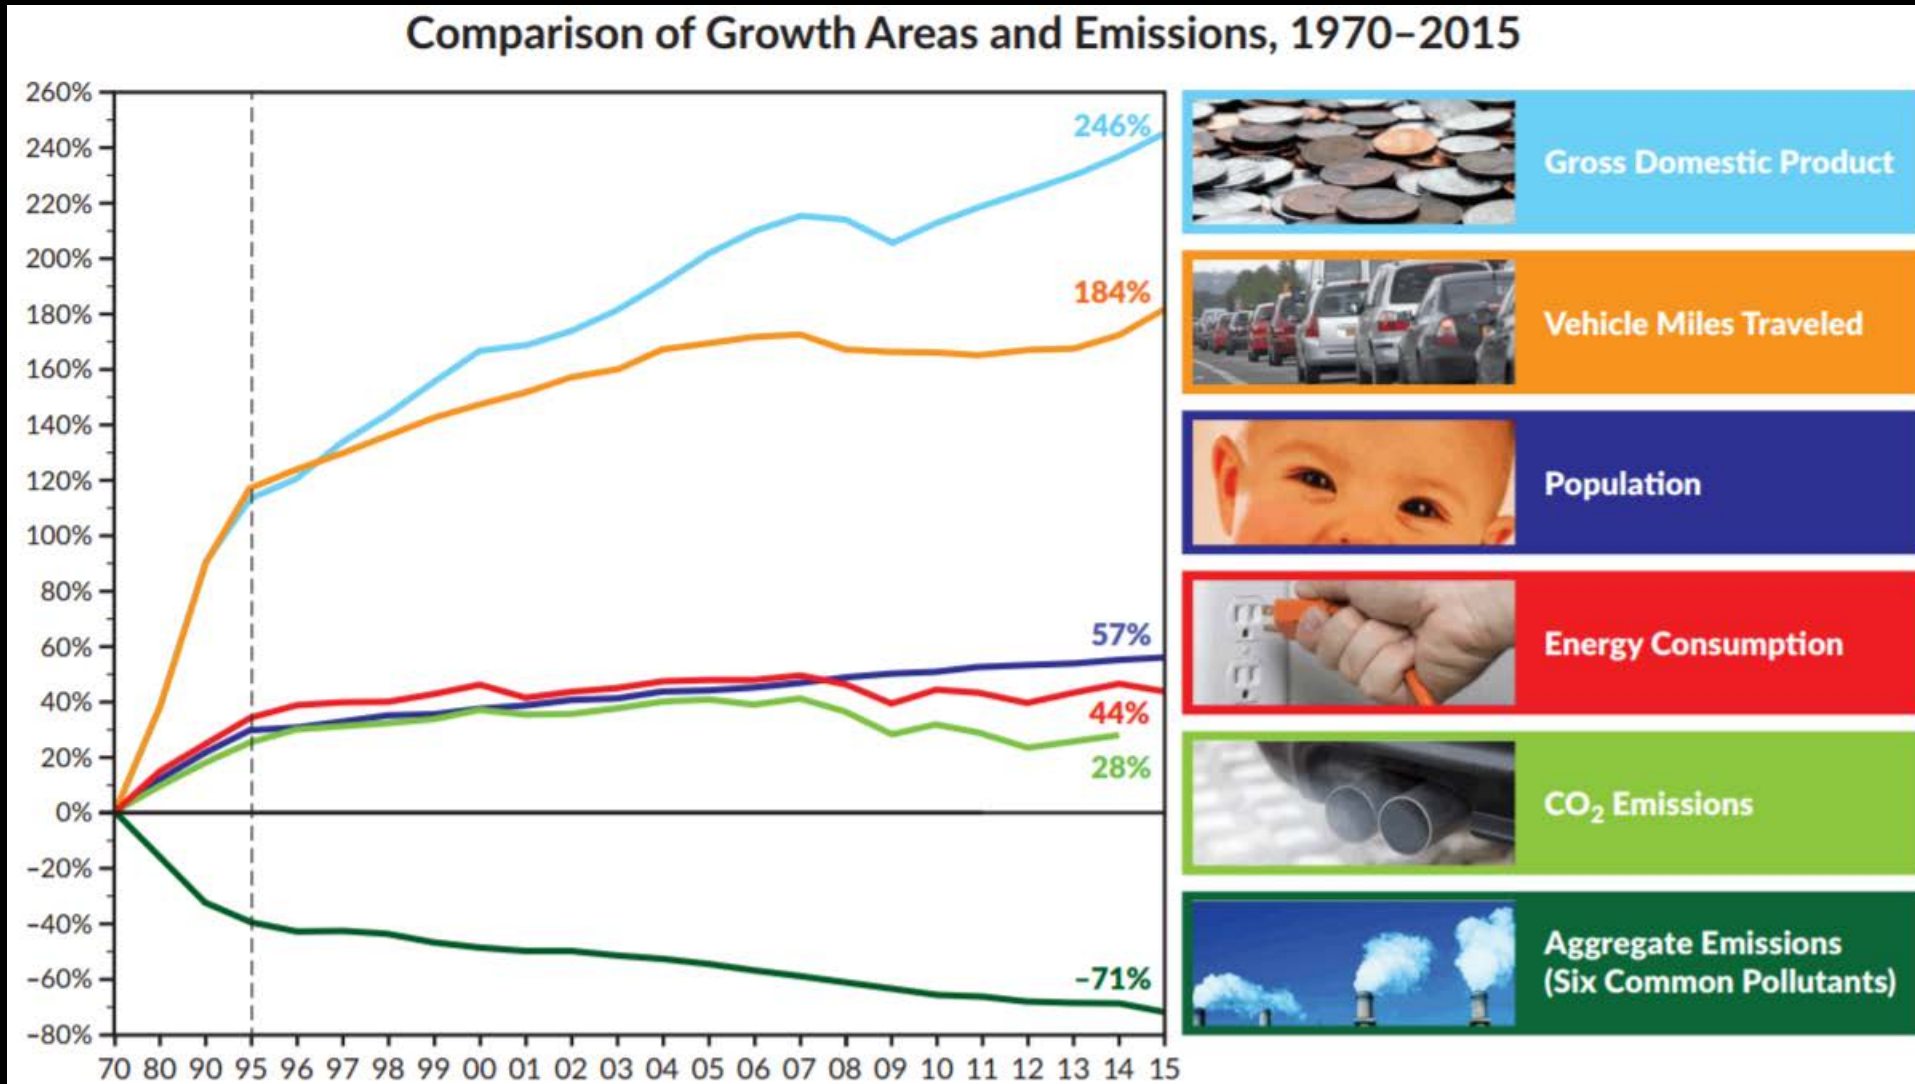 Comparison of Growth Areas and Emissions, 1970–2015
260%
240%
220%
200%
180%
160%
140%
120%
100%
80%
60%
40%
20%
0%
–20%
–40%
–60%
–80%
70 80 90 95 96 97 98 99 00 01 02 03 04 05 06 07 08 09 10 11 12 13 14 15
246%
184%
57%
44%
28%
–71%
Gross Domestic Product
Vehicle Miles Traveled
Population
Energy Consumption
CO₂ Emissions
Aggregate Emissions
(Six Common Pollutants)